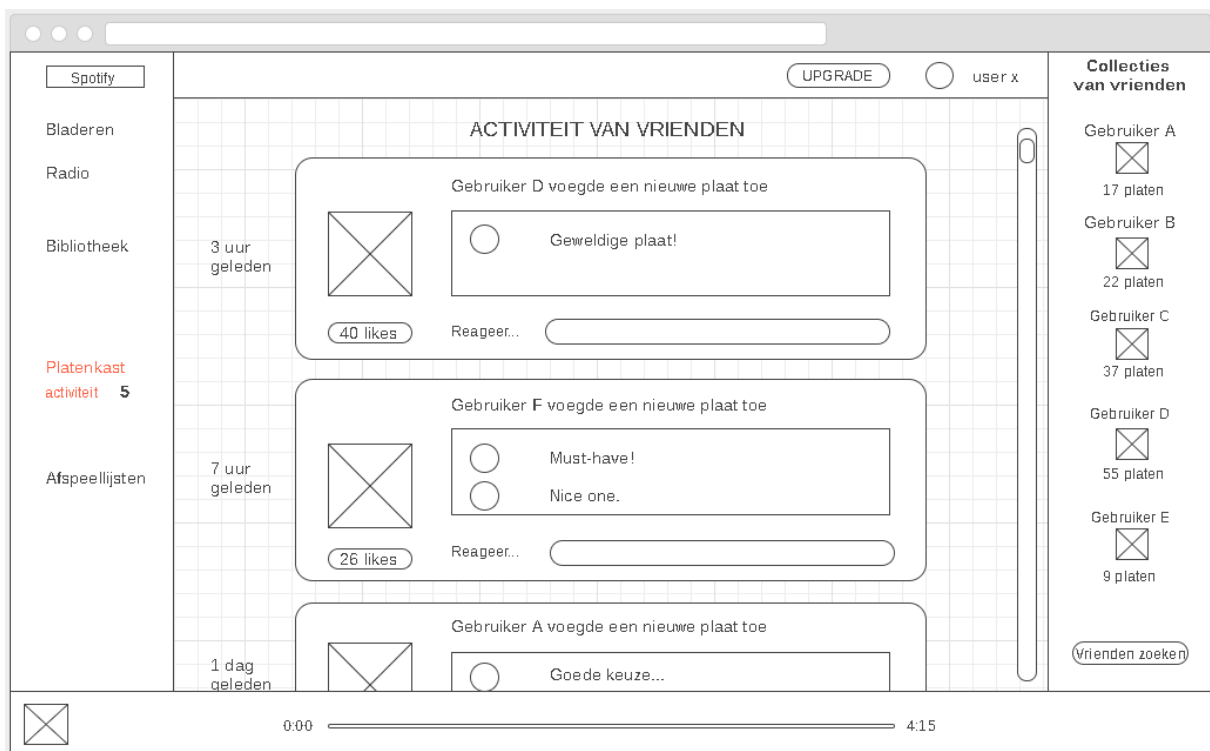 Spotify
Bladeren
Radio
Bibliotheek
Platenkast
activiteit 5
Afspeellijsten
UPGRADE
user x
ACTIVITEIT VAN VRIENDEN
3 uur
geleden
Gebruiker D voegde een nieuwe plaat toe
Geweldige plaat!
40 likes
Reageer...
7 uur
geleden
Gebruiker F voegde een nieuwe plaat toe
Must-have!
Nice one.
26 likes
Reageer...
1 dag
geleden
Gebruiker A voegde een nieuwe plaat toe
Goede keuze...
Collecties
van vrienden
Gebruiker A
17 platen
Gebruiker B
22 platen
Gebruiker C
37 platen
Gebruiker D
55 platen
Gebruiker E
9 platen
Vrienden zoeken
0:00
4:15